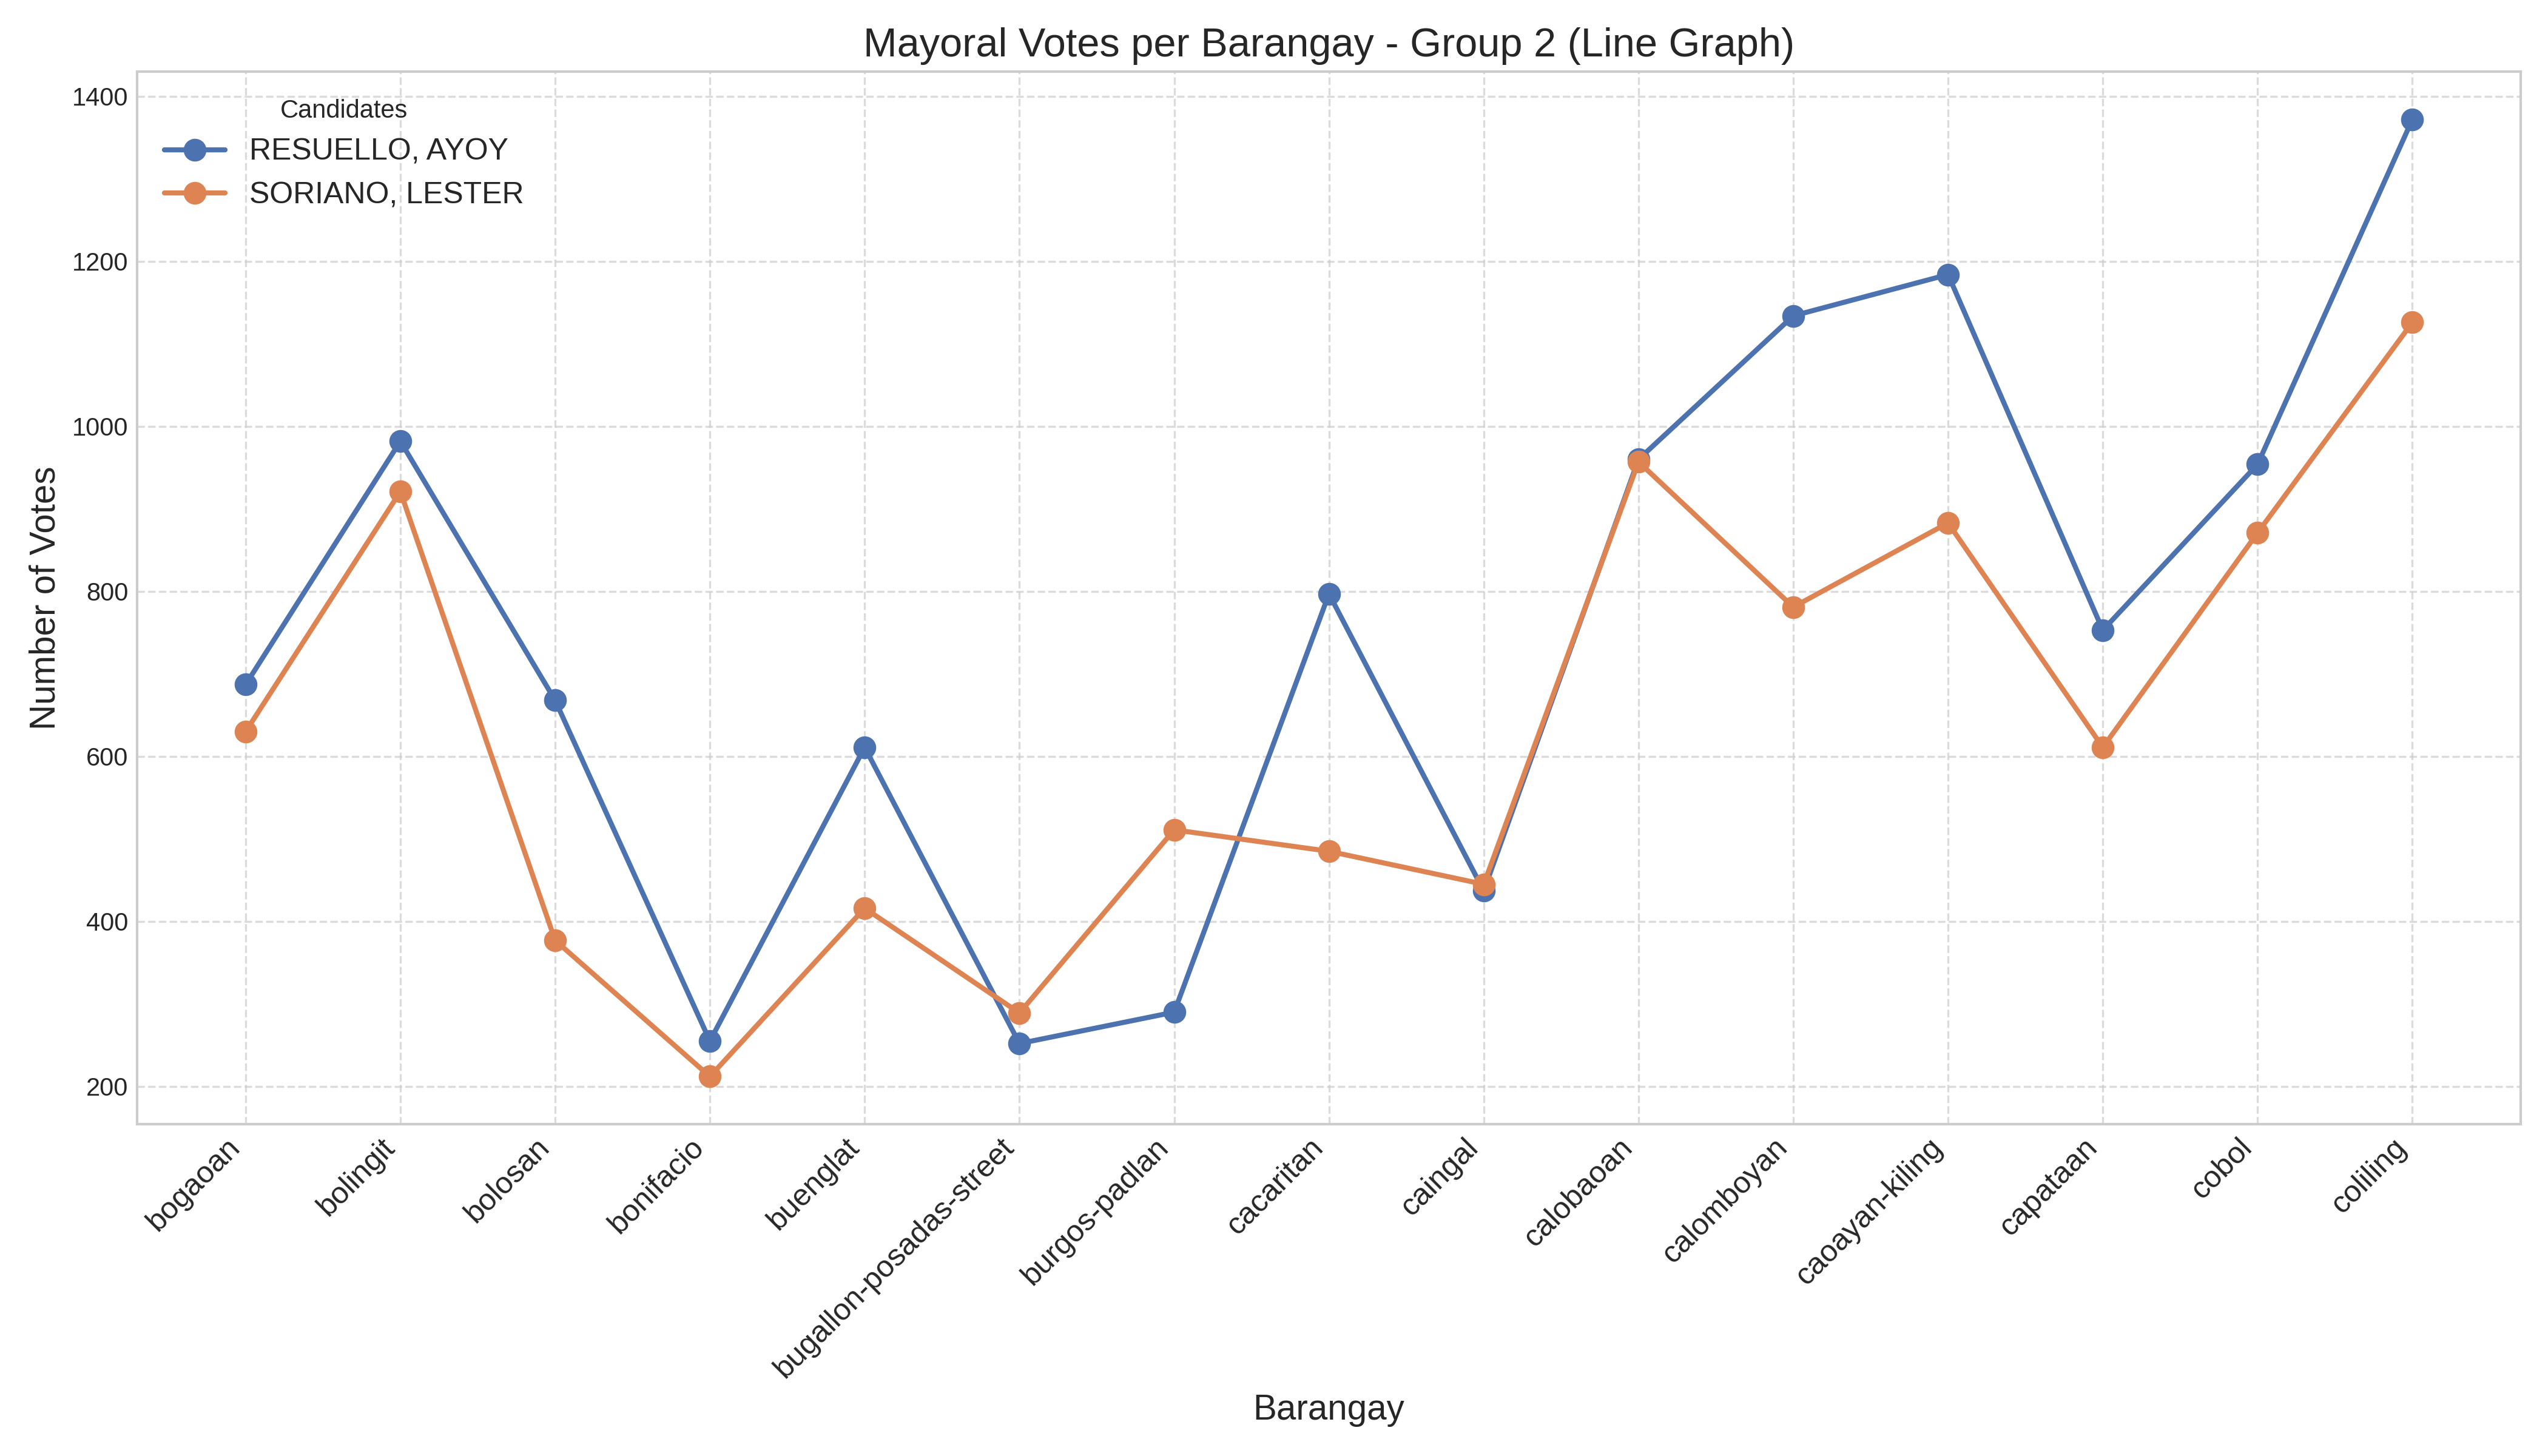 Mayoral Votes per Barangay - Group 2 (Line Graph)
Candidates
RESUELLO, AYOY
SORIANO, LESTER
Number of Votes
1400
1200
1000
800
600
400
200
bogaoan
bolingit
bolosan
bonifacio
buenglat
bugallon-posadas-street
burgos-padlan
cacaritan
caingal
calobaoan
calomboyan
caoayan-kiling
capataan
cobol
coliling
Barangay